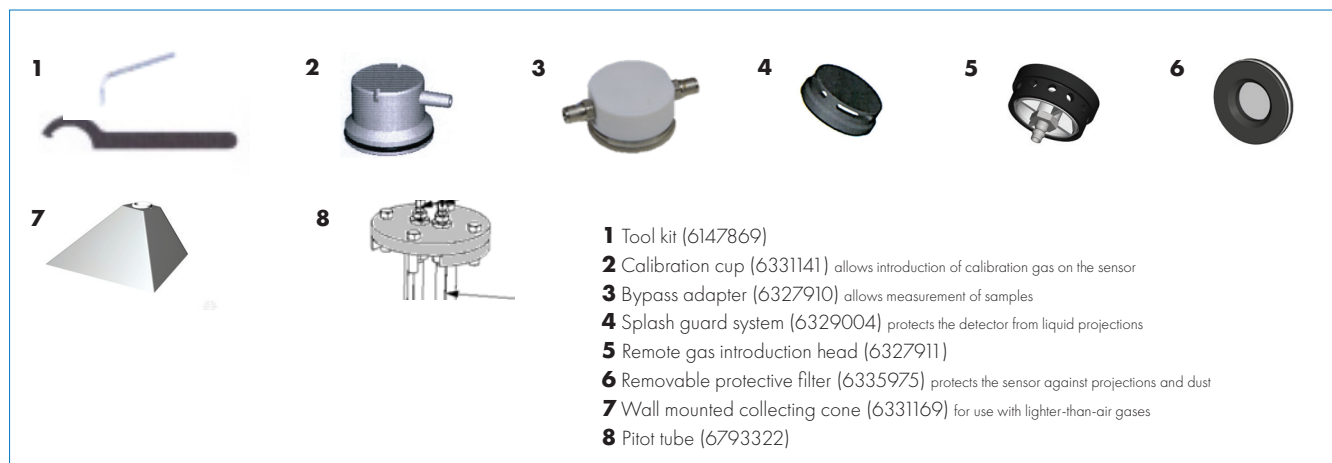 1
2
3
4
5
6
7
8
1 Tool kit (6147869)
2 Calibration cup (6331141) allows introduction of calibration gas on the sensor
3 Bypass adapter (6327910) allows measurement of samples
4 Splash guard system (6329004) protects the detector from liquid projections
5 Remote gas introduction head (6327911)
6 Removable protective filter (6335975) protects the sensor against projections and dust
7 Wall mounted collecting cone (6331169) for use with lighter-than-air gases
8 Pitot tube (6793322)